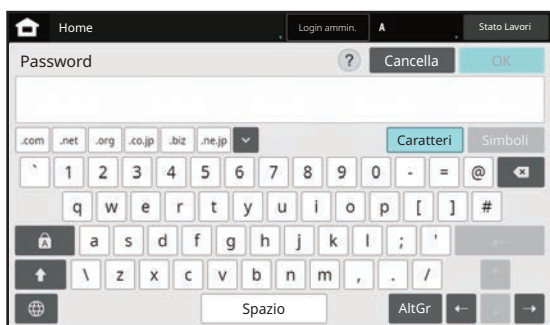 Home Login ammin. A Stato Lavori
Password ? Cancella OK
.com .net .org .co.jp .biz .ne.jp Caratteri Simboli
` 1 2 3 4 5 6 7 8 9 0 - = @
q w e r t y u i o p [ ] #
A a s d f g h j k l ; '
\ z x c v b n m , . /
Spazio AltGr